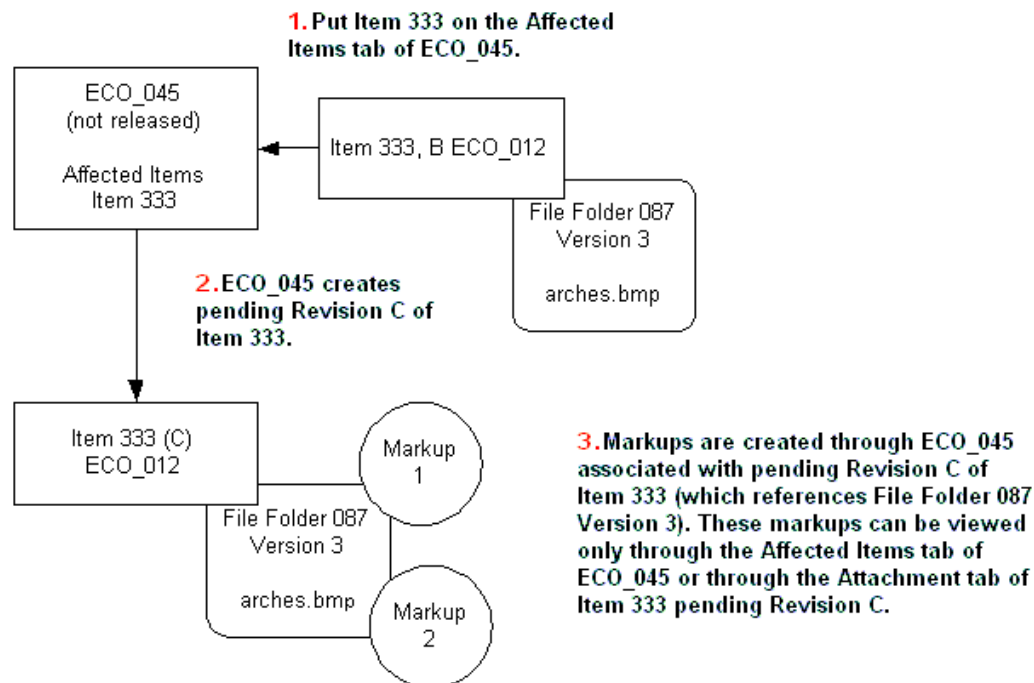 1.Put Item 333 on the Affected
Items tab of ECO_045.
ECO_045
(not released)
Affected Items
Item 333
Item 333, B ECO_012
File Folder 087
Version 3
arches.bmp
2.ECO_045 creates
pending Revision C of
Item 333.
Item 333 (C)
ECO_012
Markup
1
File Folder 087
Version 3
arches.bmp
Markup
2
3.Markups are created through ECO_045
associated with pending Revision C of
Item 333 (which references File Folder 087
Version 3). These markups can be viewed
only through the Affected Items tab of
ECO_045 or through the Attachment tab of
Item 333 pending Revision C.